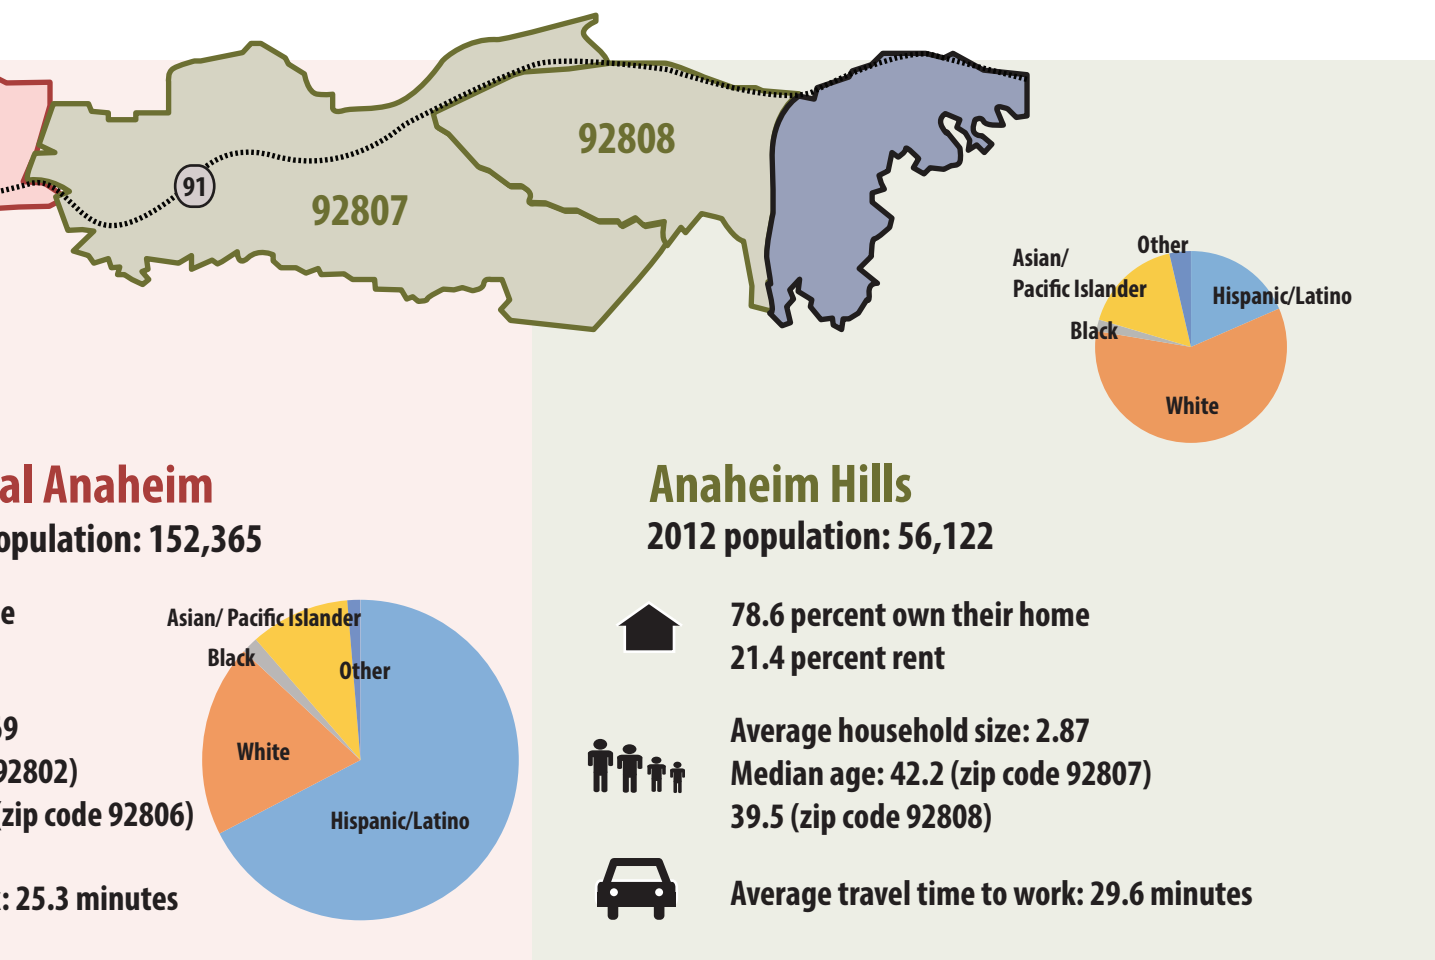 92808
91
92807
Other
Asian/
Pacific Islander
Hispanic/Latino
Black
White
al Anaheim
opulation: 152,365
e
Asian/ Pacific Islander
Black
Other
White
Hispanic/Latino
69
92802)
(zip code 92806)
: 25.3 minutes
Anaheim Hills
2012 population: 56,122
78.6 percent own their home
21.4 percent rent
Average household size: 2.87
Median age: 42.2 (zip code 92807)
39.5 (zip code 92808)
Average travel time to work: 29.6 minutes